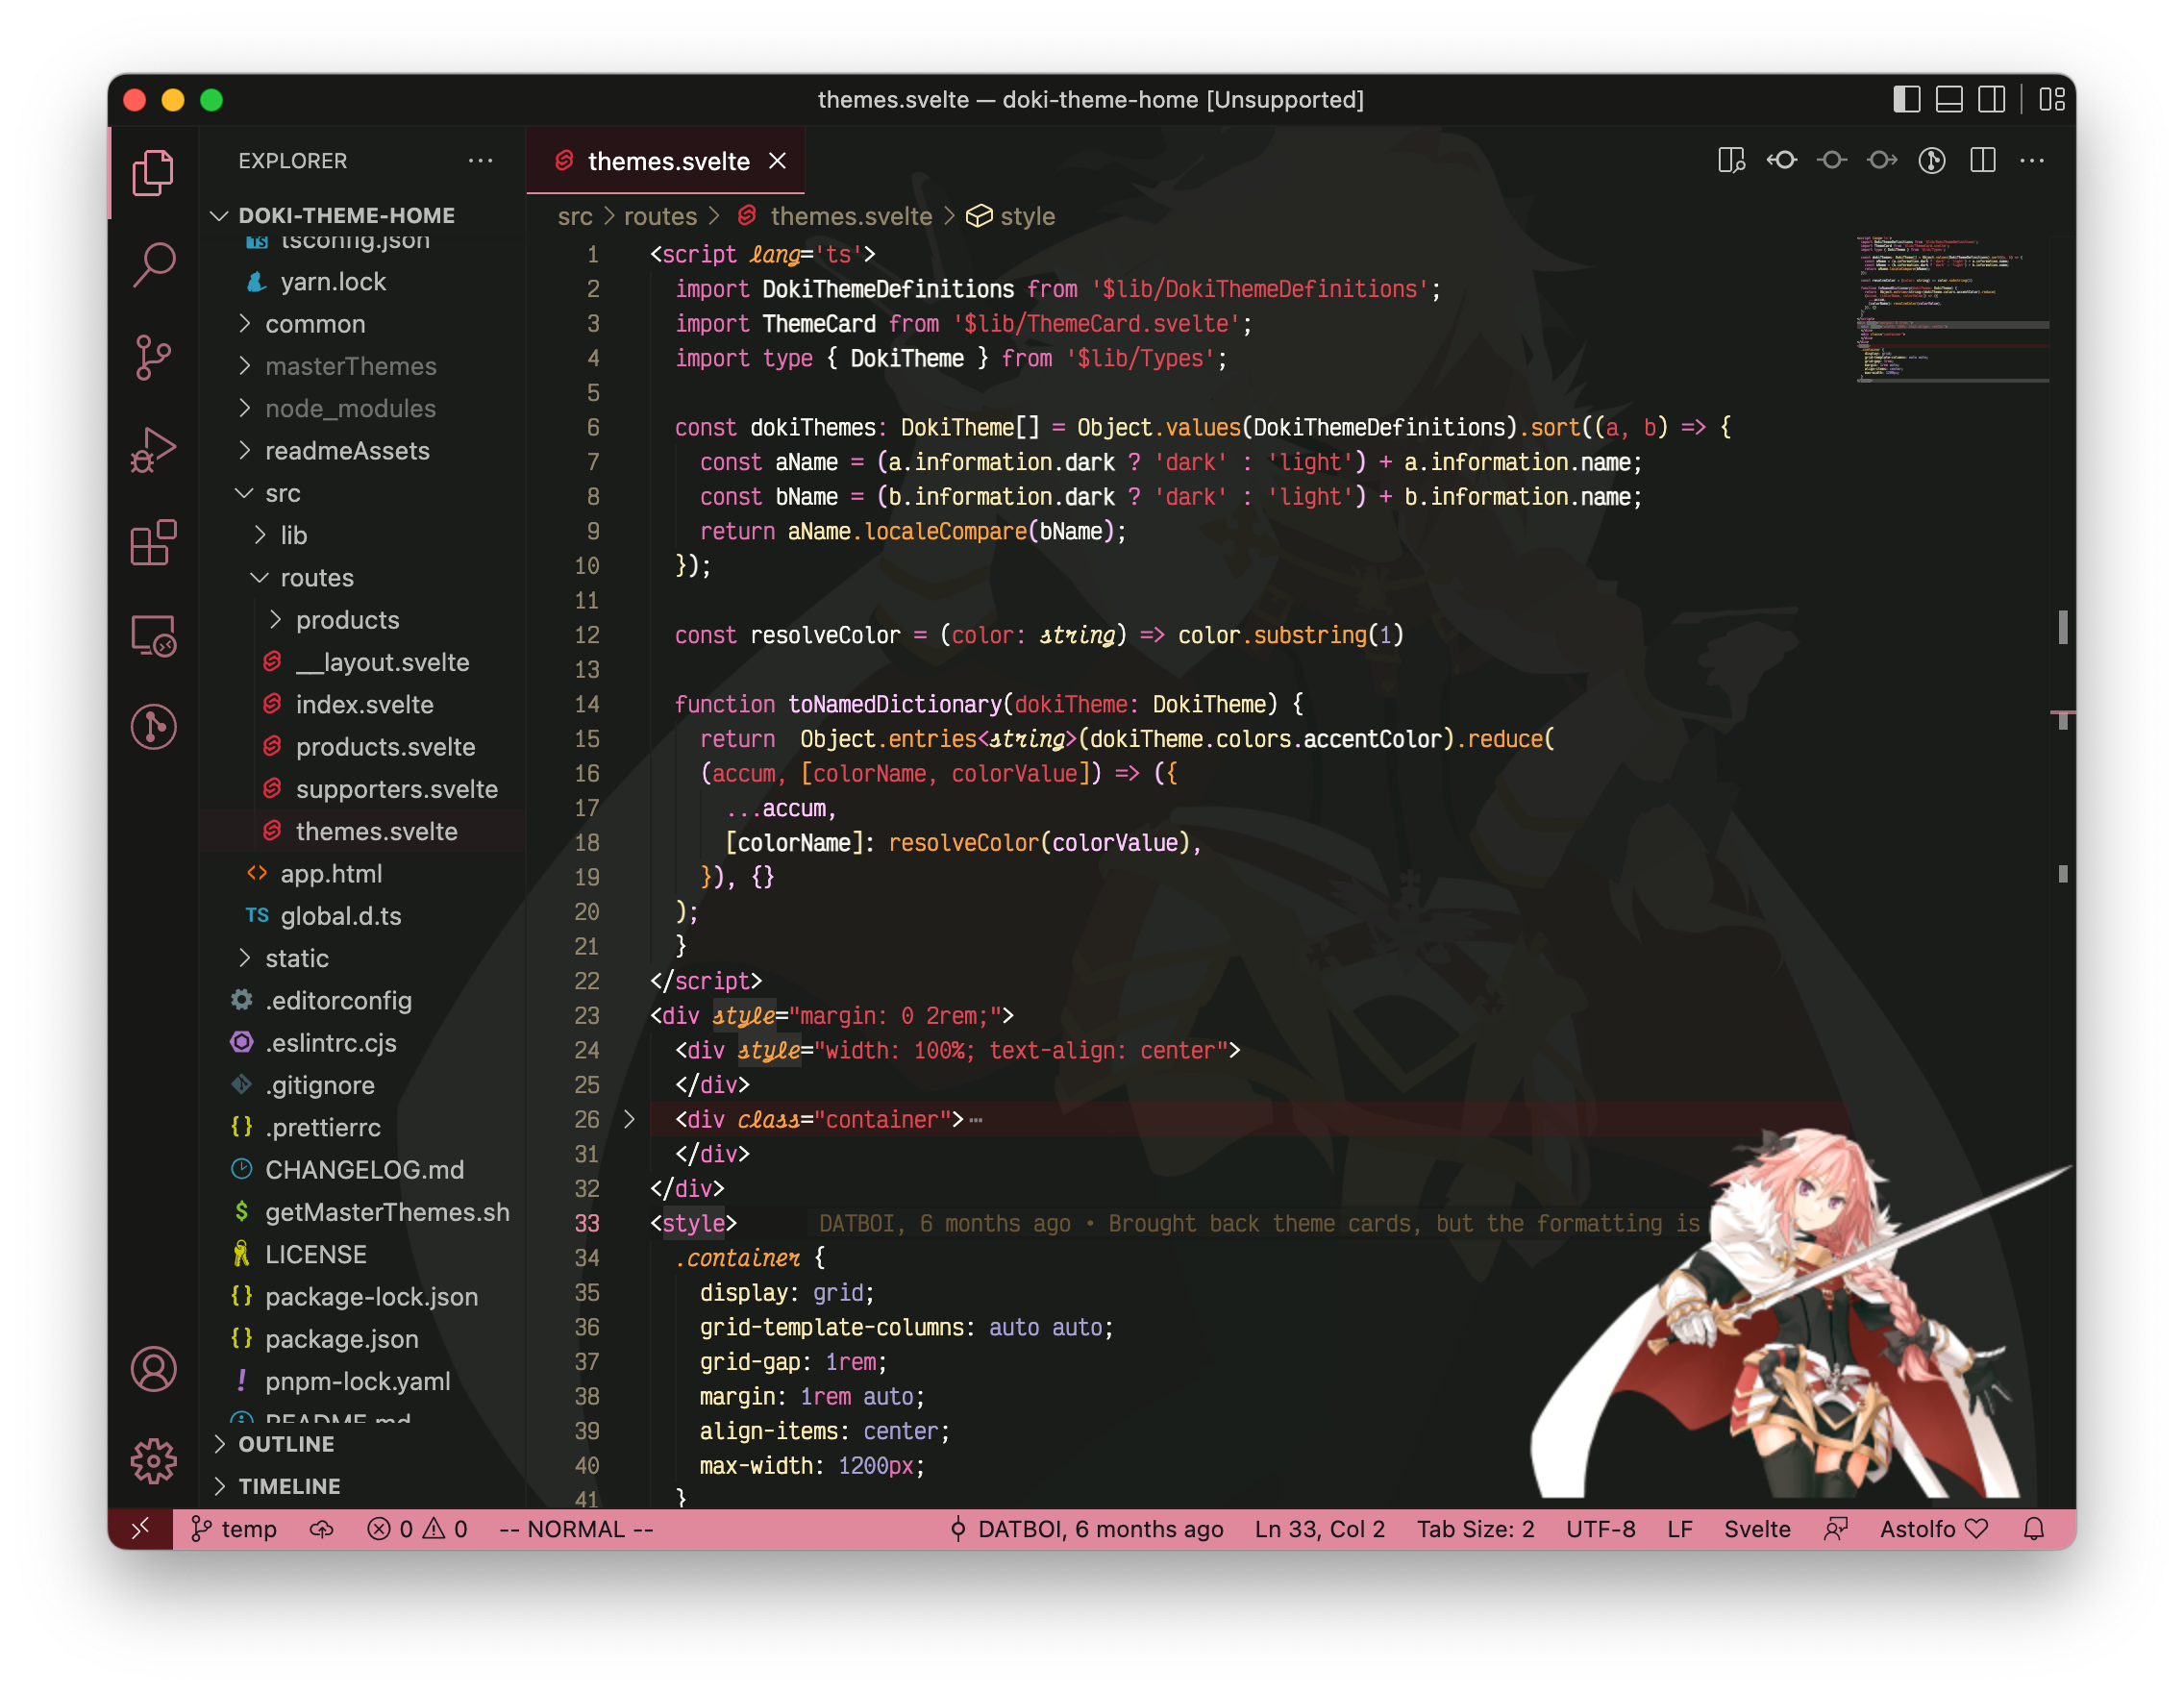 themes.svelte — doki-theme-home [Unsupported]
EXPLORER
DOKI-THEME-HOME
tsconfig.json
yarn.lock
common
masterThemes
node_modules
readmeAssets
src
lib
routes
products
__layout.svelte
index.svelte
products.svelte
supporters.svelte
themes.svelte
app.html
TS global.d.ts
static
.editorconfig
.eslintrc.cjs
.gitignore
{} .prettierrc
CHANGELOG.md
$ getMasterThemes.sh
LICENSE
{} package-lock.json
{} package.json
! pnpm-lock.yaml
README.md
OUTLINE
TIMELINE
themes.svelte
src > routes > themes.svelte > style
1 <script lang='ts'>
2 import DokiThemeDefinitions from '$lib/DokiThemeDefinitions';
3 import ThemeCard from '$lib/ThemeCard.svelte';
4 import type { DokiTheme } from '$lib/Types';
5
6 const dokiThemes: DokiTheme[] = Object.values(DokiThemeDefinitions).sort((a, b) => {
7 const aName = (a.information.dark ? 'dark' : 'light') + a.information.name;
8 const bName = (b.information.dark ? 'dark' : 'light') + b.information.name;
9 return aName.localeCompare(bName);
10 });
11
12 const resolveColor = (color: string) => color.substring(1)
13
14 function toNamedDictionary(dokiTheme: DokiTheme) {
15 return  Object.entries<string>(dokiTheme.colors.accentColor).reduce(
16 (accum, [colorName, colorValue]) => ({
17 ...accum,
18 [colorName]: resolveColor(colorValue),
19 }), {}
20 );
21 }
22 </script>
23 <div style="margin: 0 2rem;">
24 <div style="width: 100%; text-align: center">
25 </div>
26 <div class="container">⋯
31 </div>
32 </div>
33 <style> DATBOI, 6 months ago • Brought back theme cards, but the formatting is
34 .container {
35 display: grid;
36 grid-template-columns: auto auto;
37 grid-gap: 1rem;
38 margin: 1rem auto;
39 align-items: center;
40 max-width: 1200px;
41 }
temp 0 0 -- NORMAL -- DATBOI, 6 months ago Ln 33, Col 2 Tab Size: 2 UTF-8 LF Svelte Astolfo ♡